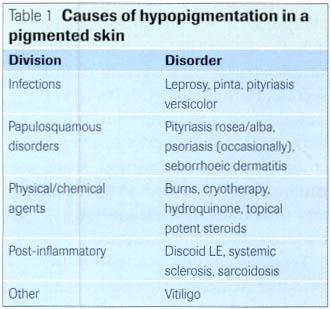 Table 1 Causes of hypopigmentation in a
pigmented skin
Division Disorder
Infections Leprosy, pinta, pityriasis
versicolor
Papulosquamous Pityriasis rosea/alba,
disorders psoriasis (occasionally),
seborrhoeic dermatitis
Physical/chemical Burns, cryotherapy,
agents hydroquinone, topical
potent steroids
Post-inflammatory Discoid LE, systemic
sclerosis, sarcoidosis
Other Vitiligo